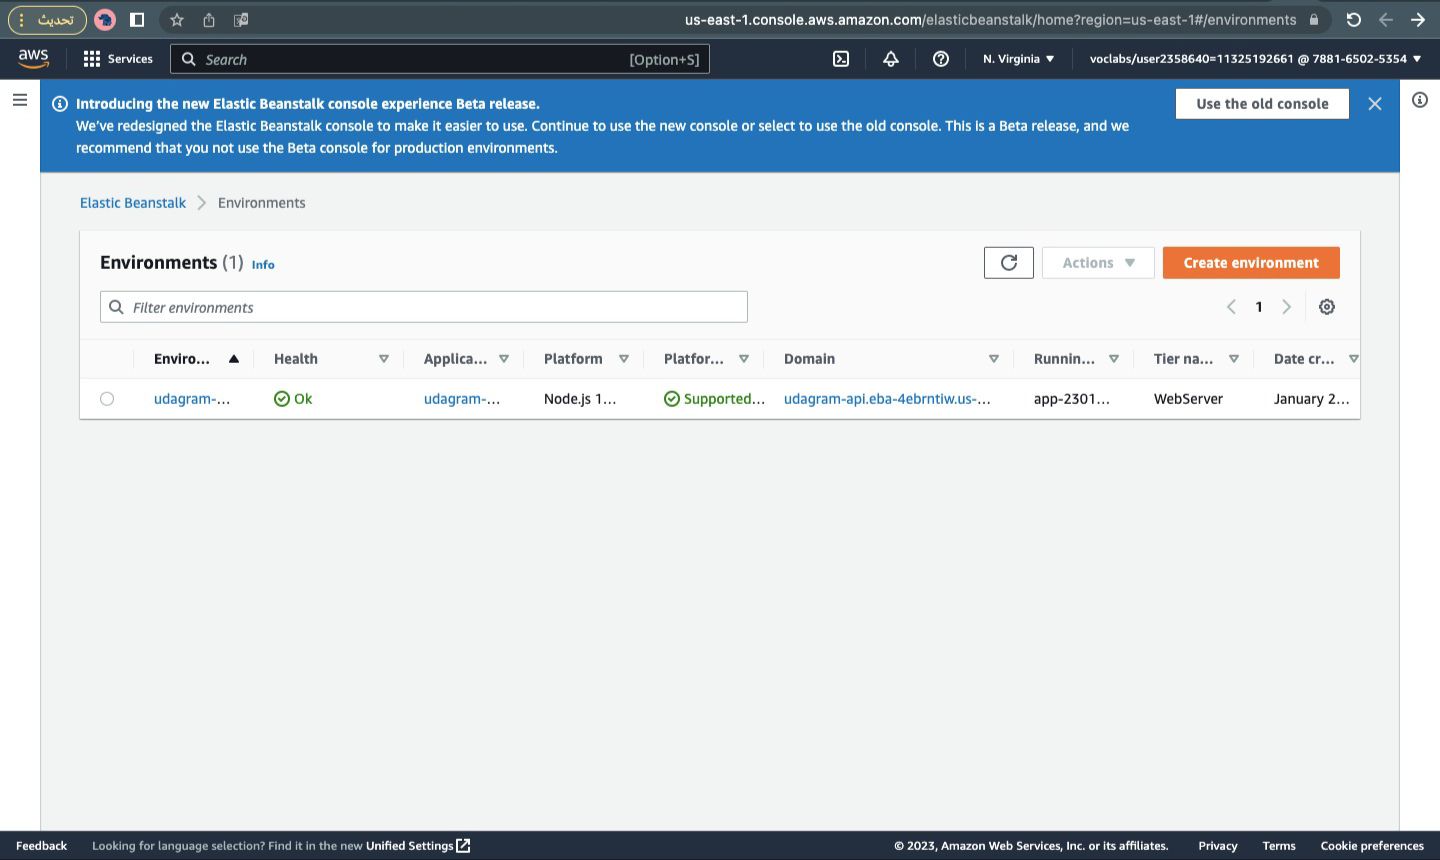 تحديث
us-east-1.console.aws.amazon.com/elasticbeanstalk/home?region=us-east-1#/environments
aws
Services
Search
[Option+S]
N. Virginia
voclabs/user2358640=11325192661 @ 7881-6502-5354
Introducing the new Elastic Beanstalk console experience Beta release.
We've redesigned the Elastic Beanstalk console to make it easier to use. Continue to use the new console or select to use the old console. This is a Beta release, and we
recommend that you not use the Beta console for production environments.
Use the old console
Elastic Beanstalk
Environments
Environments (1) Info
Actions
Create environment
Filter environments
1
Enviro... Health Applica... Platform Platfor... Domain Runnin... Tier na... Date cr...
udagram-... Ok udagram-... Node.js 1... Supported... udagram-api.eba-4ebrntiw.us-... app-2301... WebServer January 2...
Feedback Looking for language selection? Find it in the new Unified Settings © 2023, Amazon Web Services, Inc. or its affiliates. Privacy Terms Cookie preferences